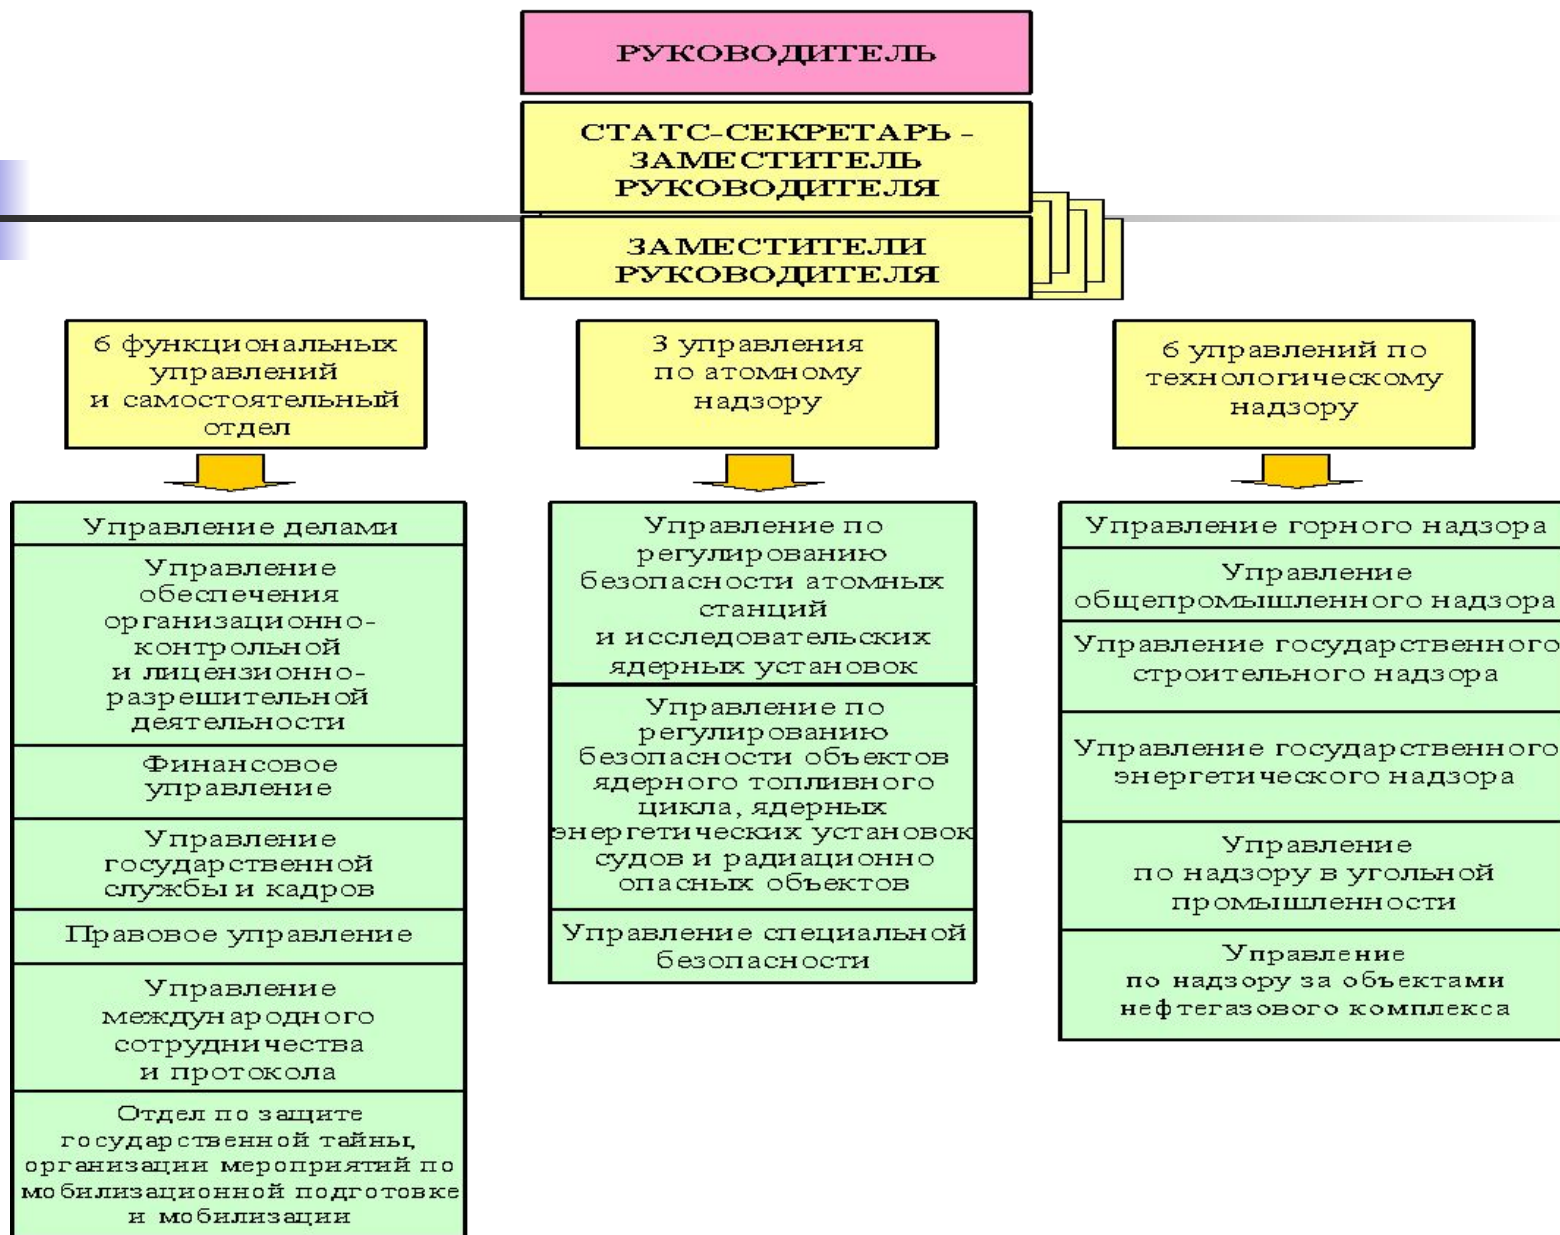 РУКОВОДИТЕЛЬ
СТАТС-СЕКРЕТАРЬ -
ЗАМЕСТИТЕЛЬ
РУКОВОДИТЕЛЯ
ЗАМЕСТИТЕЛИ
РУКОВОДИТЕЛЯ
6 функциональных
управлений
и самостоятельный
отдел
Управление делами
Управление
обеспечения
организационно-
контрольной
и лицензионно-
разрешительной
деятельности
Финансовое
управление
Управление
государственной
службы и кадров
Правовое управление
Управление
международного
сотрудничества
и протокола
Отдел по защите
государственной тайны,
организации мероприятий по
мобилизационной подготовке
и мобилизации
3 управления
по атомному
надзору
Управление по
регулированию
безопасности атомных
станций
и исследовательских
ядерных установок
Управление по
регулированию
безопасности объектов
ядерного топливного
цикла, ядерных
энергетических установок
судов и радиационно
опасных объектов
Управление специальной
безопасности
6 управлений по
технологическому
надзору
Управление горного надзора
Управление
общепромышленного надзора
Управление государственного
строительного надзора
Управление государственного
энергетического надзора
Управление
по надзору в угольной
промышленности
Управление
по надзору за объектами
нефтегазового комплекса